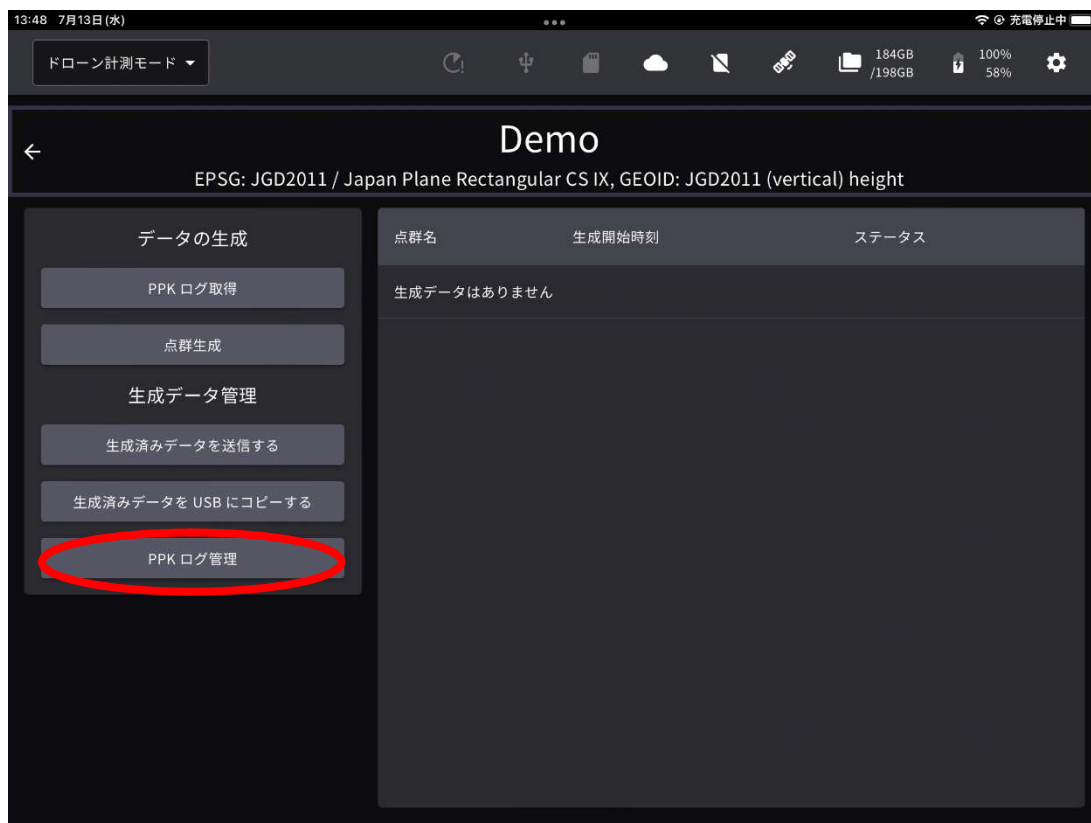 13:48 7月13日(水)
充電停止中
ドローン計測モード
184GB
/198GB
100%
58%
Demo
EPSG: JGD2011 / Japan Plane Rectangular CS IX, GEOID: JGD2011 (vertical) height
データの生成
PPK ログ取得
点群生成
生成データ管理
生成済みデータを送信する
生成済みデータを USB にコピーする
PPK ログ管理
点群名 生成開始時刻 ステータス
生成データはありません